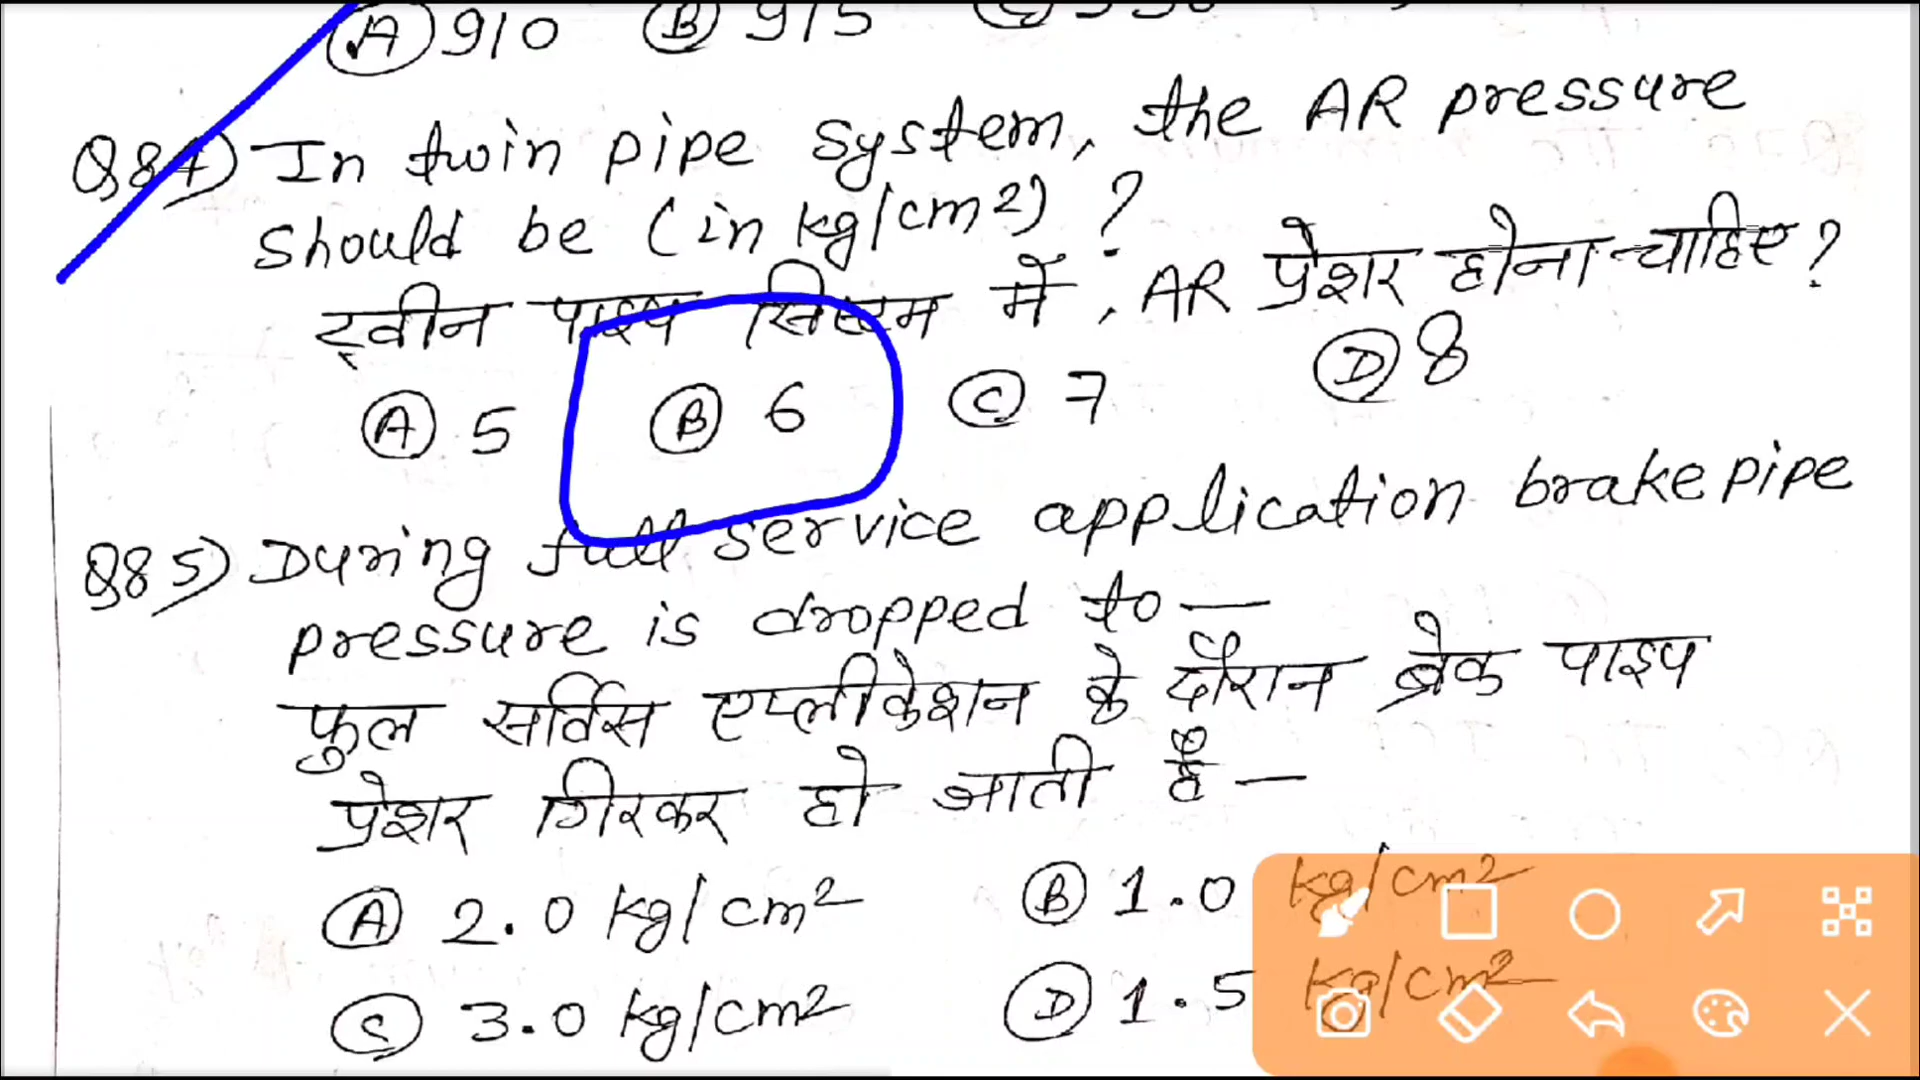 (A) 910 (B) 915
Q84) In twin pipe system, the AR pressure
should be (in kg/cm2) ?
ट्वीन पाइप सिस्टम में, AR प्रेशर होना चाहिए?
(A) 5 (B) 6 (C) 7 (D) 8
Q85) During full service application brake pipe
pressure is dropped to —
फुल सर्विस एप्लीकेशन के दौरान ब्रेक पाइप
प्रेशर गिरकर हो जाती है —
(A) 2.0 kg/cm2 (B) 1.0 kg/cm2
(C) 3.0 kg/cm2 (D) 1.5 kg/cm2